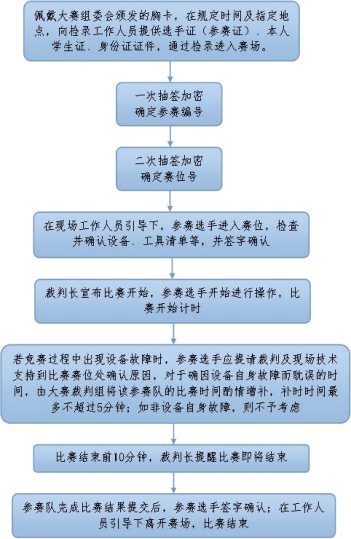 佩戴大赛组委会颁发的胸卡，在规定时间及指定地
点，向检录工作人员提供选手证（参赛证）、本人
学生证、身份证证件，通过检录进入赛场。
一次抽签加密
确定参赛编号
二次抽签加密
确定赛位号
在现场工作人员引导下，参赛选手进入赛位，检查
并确认设备、工具清单等，并签字确认
裁判长宣布比赛开始，参赛选手开始进行操作，比
赛开始计时
若竞赛过程中出现设备故障时，参赛选手应提请裁判及现场技术
支持到比赛赛位处确认原因，对于确因设备自身故障而耽误的时
间，由大赛裁判组将该参赛队的比赛时间酌情增补，补时时间最
多不超过5分钟；如非设备自身故障，则不予考虑
比赛结束前10分钟，裁判长提醒比赛即将结束
参赛队完成比赛结果提交后，参赛选手签字确认；在工作人
员引导下离开赛场，比赛结束